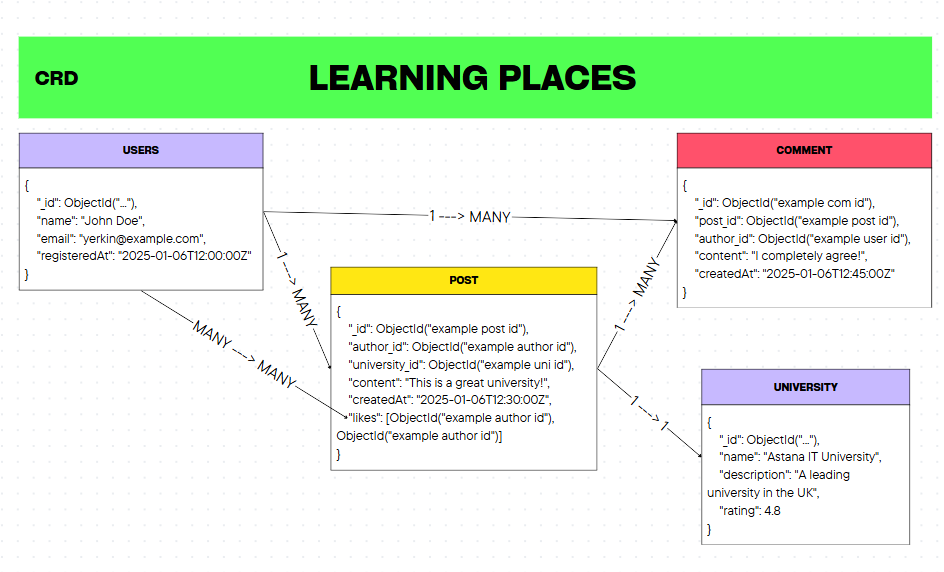 CRD
LEARNING PLACES
USERS
{
"_id": ObjectId("..."),
"name": "John Doe",
"email": "yerkin@example.com",
"registeredAt": "2025-01-06T12:00:00Z"
}
COMMENT
{
"_id": ObjectId("example com id"),
"post_id": ObjectId("example post id"),
"author_id": ObjectId("example user id"),
"content": "I completely agree!",
"createdAt": "2025-01-06T12:45:00Z"
}
1 ---> MANY
1 ---> MANY
MANY ---> MANY
POST
{
"_id": ObjectId("example post id"),
"author_id": ObjectId("example author id"),
"university_id": ObjectId("example uni id"),
"content": "This is a great university!",
"createdAt": "2025-01-06T12:30:00Z",
"likes": [ObjectId("example author id"),
ObjectId("example author id")]
}
1 ---> MANY
1 ---> 1
UNIVERSITY
{
"_id": ObjectId("..."),
"name": "Astana IT University",
"description": "A leading
university in the UK",
"rating": 4.8
}